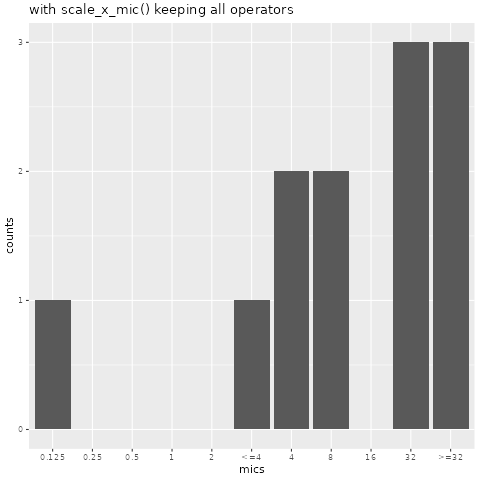 with scale_x_mic() keeping all operators
3
2
1
0
counts
0.125 0.25 0.5 1 2 <=4 4 8 16 32 >=32
mics